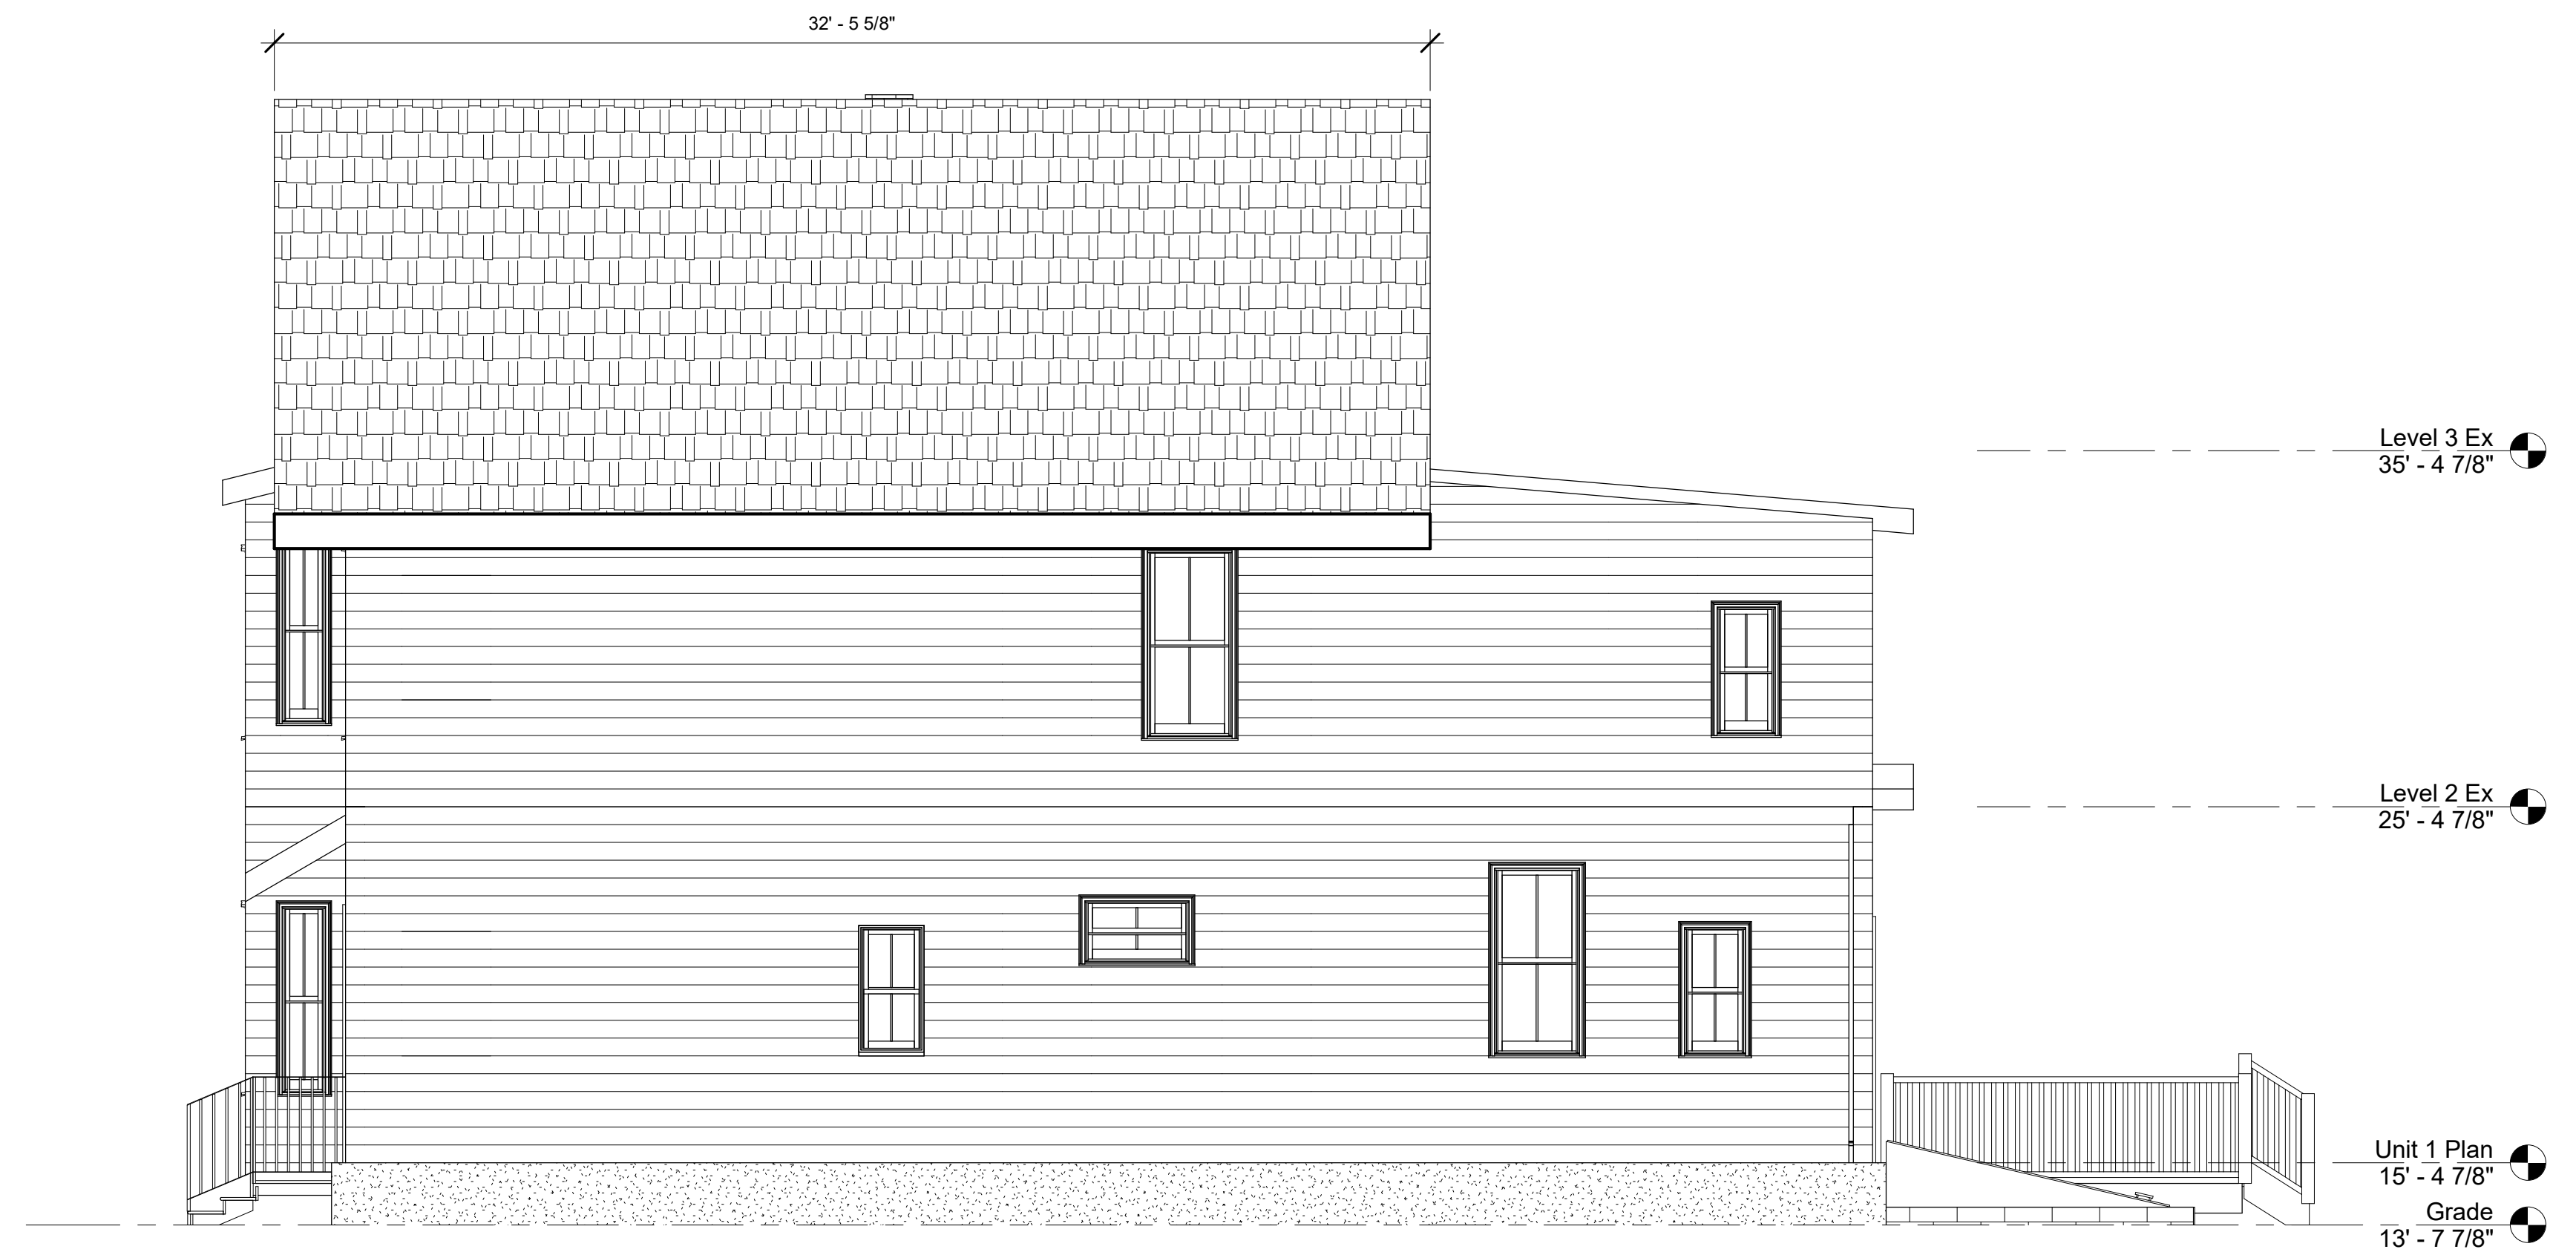 32' - 5 5/8"
Level 3 Ex
35' - 4 7/8"
Level 2 Ex
25' - 4 7/8"
Unit 1 Plan
15' - 4 7/8"
Grade
13' - 7 7/8"